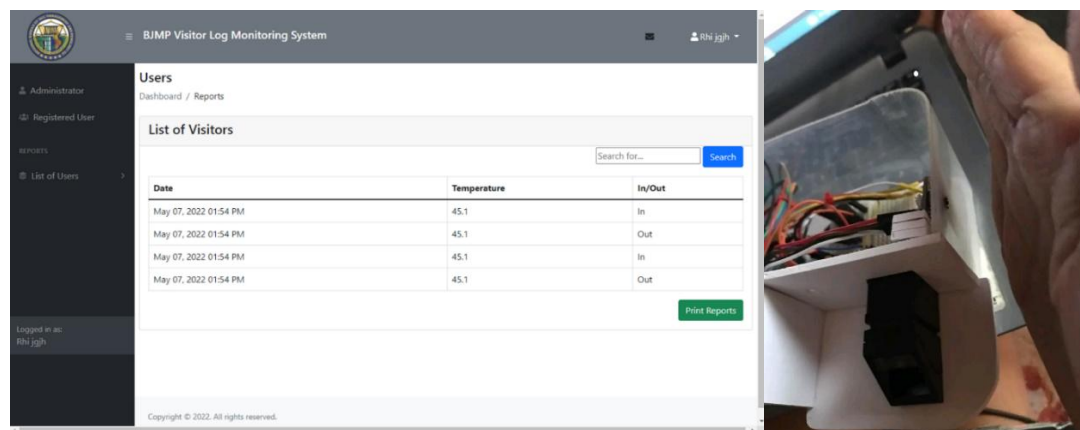 BJMP Visitor Log Monitoring System
Rhi jgjh
Administrator
Registered User
REPORTS
List of Users
Logged in as:
Rhi jgjh
Users
Dashboard / Reports
List of Visitors
Search for... Search
Date Temperature In/Out
May 07, 2022 01:54 PM 45.1 In
May 07, 2022 01:54 PM 45.1 Out
May 07, 2022 01:54 PM 45.1 In
May 07, 2022 01:54 PM 45.1 Out
Print Reports
Copyright © 2022. All rights reserved.